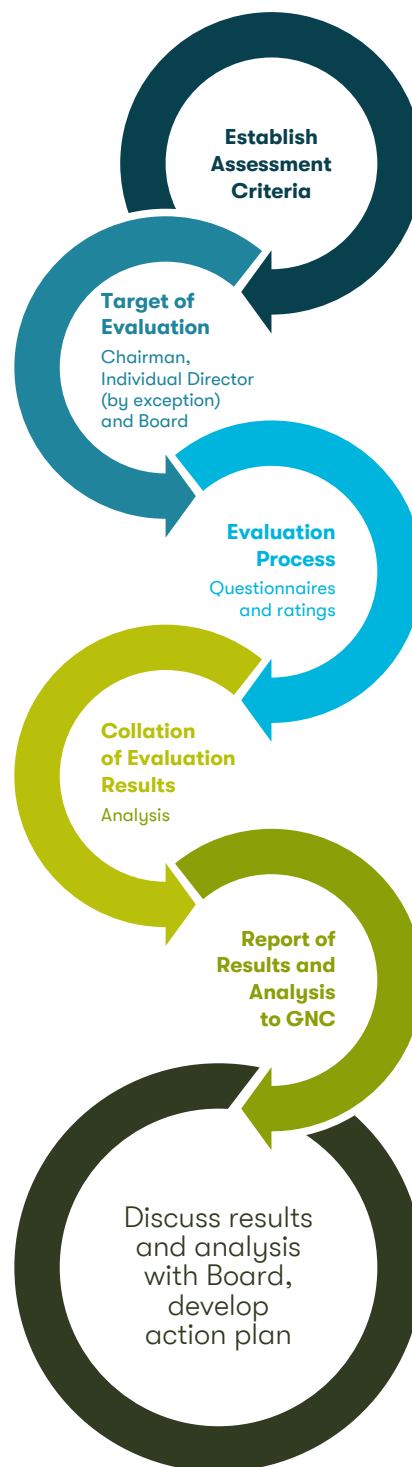 Establish
Assessment
Criteria
Target of
Evaluation
Chairman,
Individual Director
(by exception)
and Board
Evaluation
Process
Questionnaires
and ratings
Collation
of Evaluation
Results
Analysis
Report of
Results and
Analysis
to GNC
Discuss results
and analysis
with Board,
develop
action plan